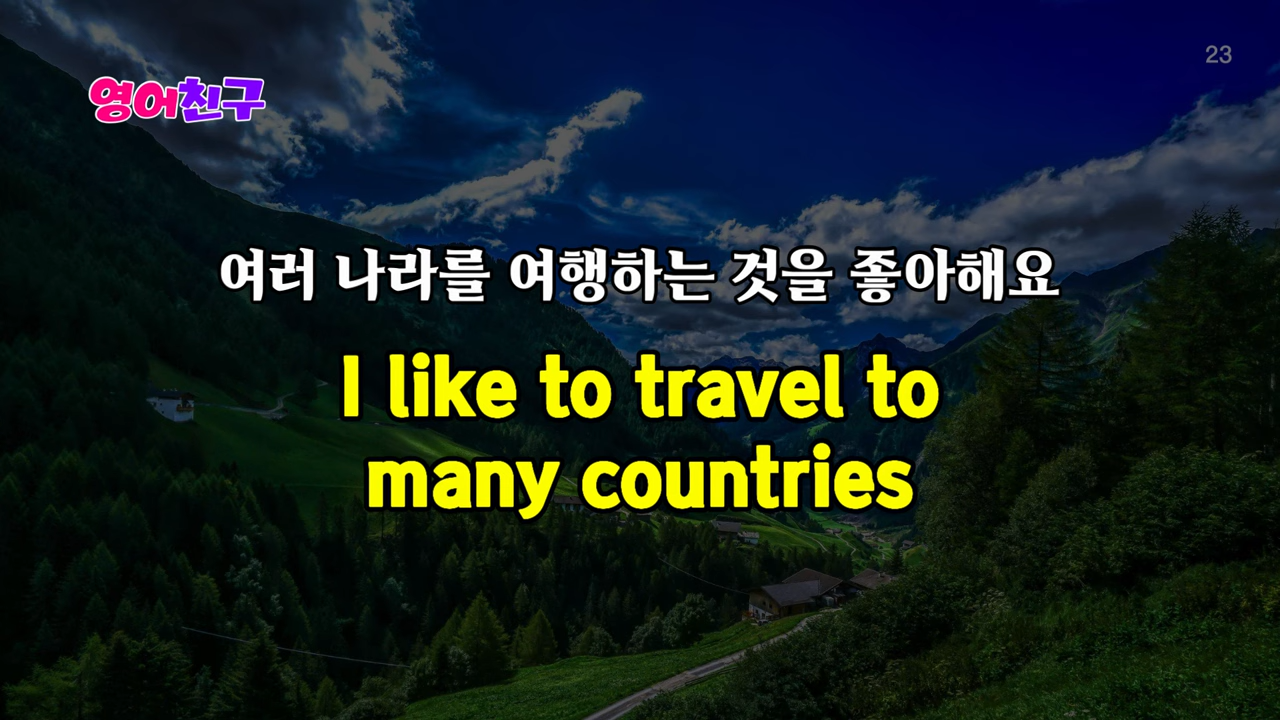 23
영어친구
여러 나라를 여행하는 것을 좋아해요
I like to travel to
many countries